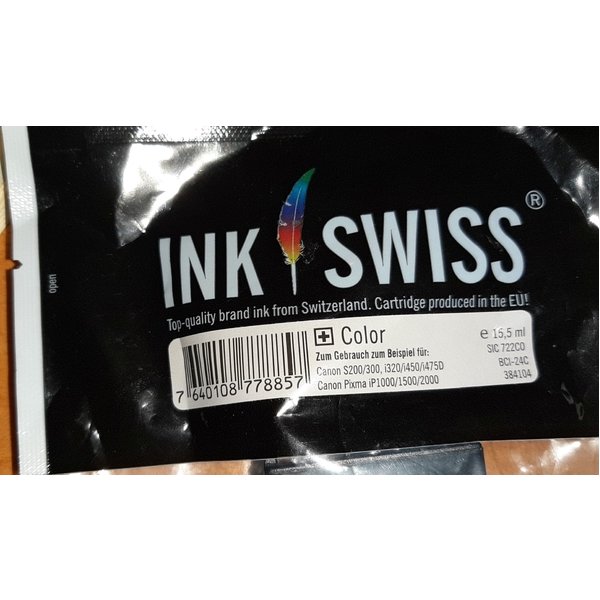 open
INK SWISS®
Top-quality brand ink from Switzerland. Cartridge produced in the EU!
Color
Zum Gebrauch zum Beispiel für:
Canon S200/300, i320/i450/i475D
Canon Pixma iP1000/1500/2000
7 640108 778857
℮ 15,5 ml
SIC 722CO
BCI-24C
384104